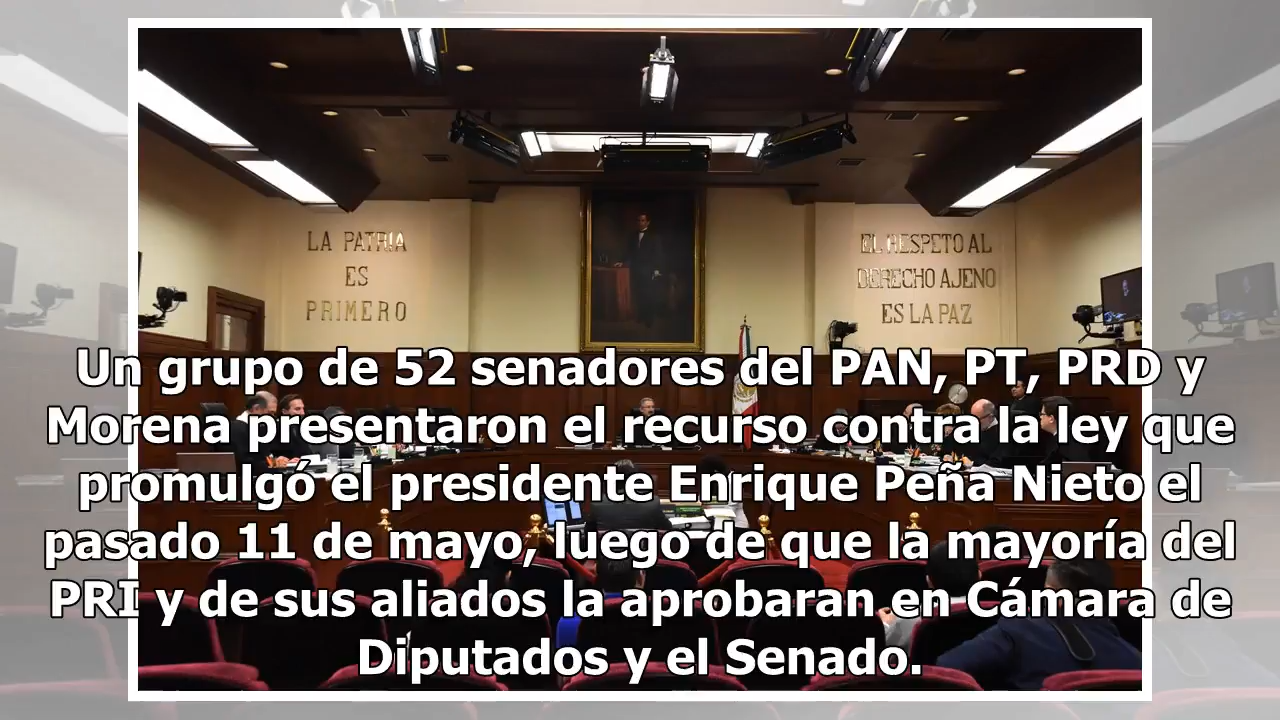 LA PATRIA
ES
PRIMERO
EL RESPETO AL
DERECHO AJENO
ES LA PAZ
Un grupo de 52 senadores del PAN, PT, PRD y
Morena presentaron el recurso contra la ley que
promulgó el presidente Enrique Peña Nieto el
pasado 11 de mayo, luego de que la mayoría del
PRI y de sus aliados la aprobaran en Cámara de
Diputados y el Senado.